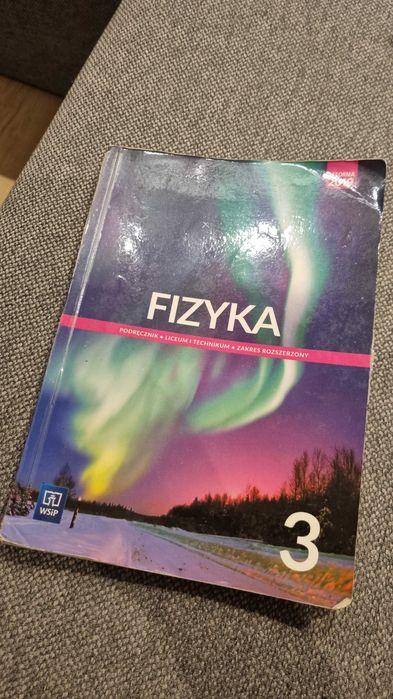 REFORMA
2019
FIZYKA
PODRĘCZNIK • LICEUM I TECHNIKUM • ZAKRES ROZSZERZONY
WSiP
3